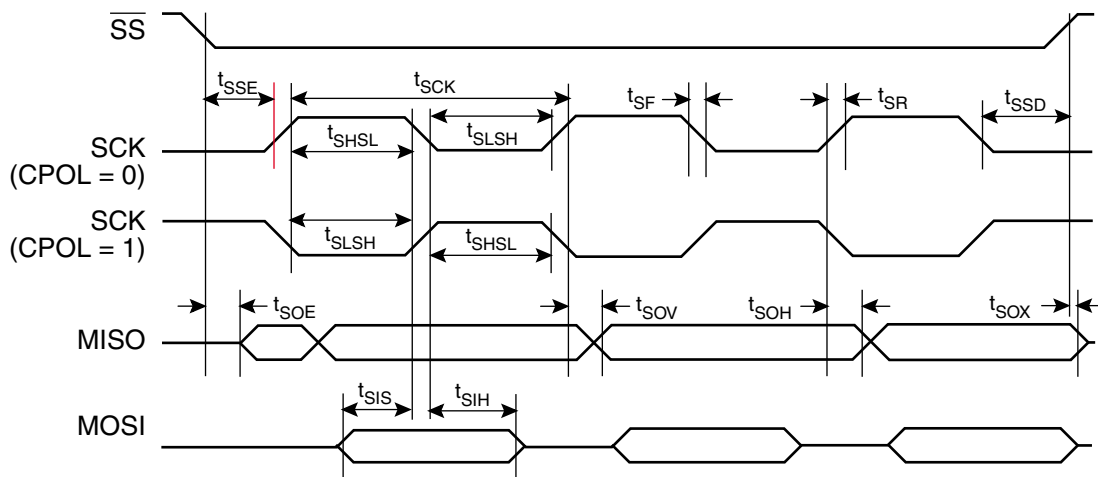 SS
tSSE
tSCK
tSF
tSR
tSSD
SCK
(CPOL = 0)
tSHSL
tSLSH
SCK
(CPOL = 1)
tSLSH
tSHSL
tSOE
tSOV
tSOH
tSOX
MISO
tSIS
tSIH
MOSI